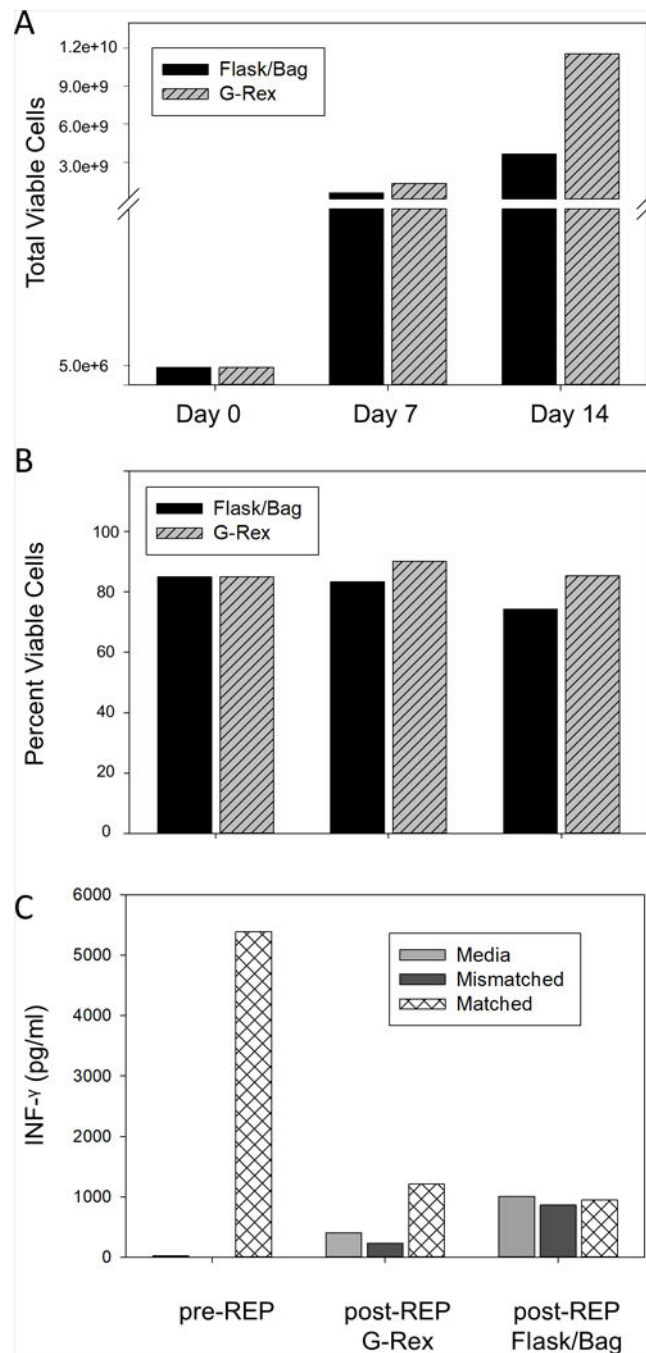 A
Total Viable Cells
1.2e+10
9.0e+9
6.0e+9
3.0e+9
5.0e+6
Flask/Bag
G-Rex
Day 0 Day 7 Day 14
B
Percent Viable Cells
100
80
60
40
20
0
Flask/Bag
G-Rex
C
INF-γ (pg/ml)
6000
5000
4000
3000
2000
1000
0
Media
Mismatched
Matched
pre-REP post-REP post-REP
G-Rex Flask/Bag